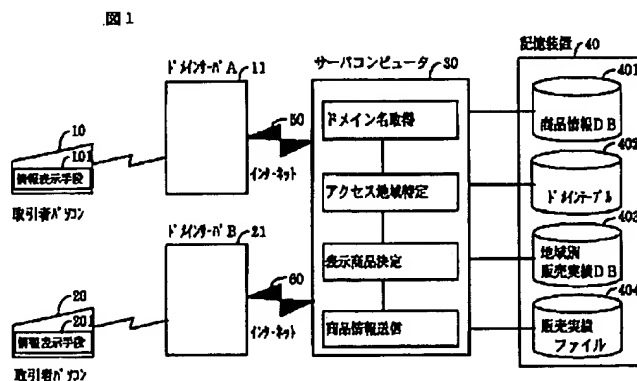 図1
ドメインサーバA 11
サーバコンピュータ 30
記憶装置 40
401
商品情報DB
ドメイン名取得
50
インターネット
10
101
情報表示手段
取引者パソコン
402
ドメインテーブル
アクセス地域特定
ドメインサーバB 21
403
地域別
販売実績DB
表示商品決定
60
インターネット
20
201
情報表示手段
取引者パソコン
404
販売実績
ファイル
商品情報送信